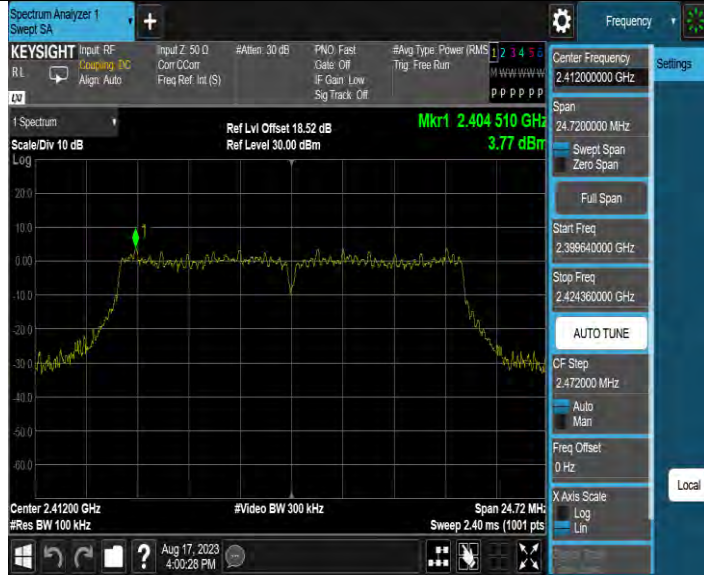 Spectrum Analyzer 1
Swept SA
+
Frequency
KEYSIGHT
RL
LXI
Input: RF
Coupling: DC
Align: Auto
Input Z: 50 Ω
Corr CCorr
Freq Ref: Int (S)
#Atten: 30 dB
PNO: Fast
Gate: Off
IF Gain: Low
Sig Track: Off
#Avg Type: Power (RMS
Trig: Free Run
1 2 3 4 5 6
M W W W W W
P P P P P P
Center Frequency
2.412000000 GHz
Settings
Span
24.7200000 MHz
Swept Span
Zero Span
Full Span
Start Freq
2.399640000 GHz
Stop Freq
2.424360000 GHz
AUTO TUNE
CF Step
2.472000 MHz
Auto
Man
Freq Offset
0 Hz
X Axis Scale
Log
Lin
Local
1 Spectrum
Scale/Div 10 dB
Ref Lvl Offset 18.52 dB
Ref Level 30.00 dBm
Mkr1 2.404 510 GHz
3.77 dBm
Log
1
20.0
10.0
0.00
-10.0
-20.0
-30.0
-40.0
-50.0
-60.0
Center 2.41200 GHz
#Res BW 100 kHz
#Video BW 300 kHz
Span 24.72 MHz
Sweep 2.40 ms (1001 pts
?
Aug 17, 2023
4:00:28 PM